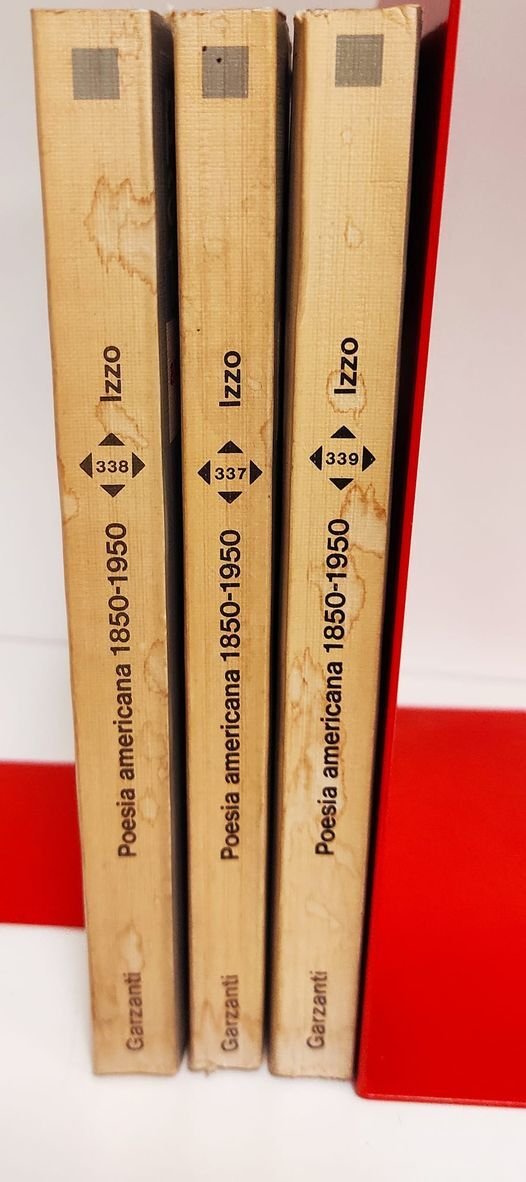 Garzanti Poesia americana 1850-1950 338 Izzo
Garzanti Poesia americana 1850-1950 337 Izzo
Garzanti Poesia americana 1850-1950 339 Izzo